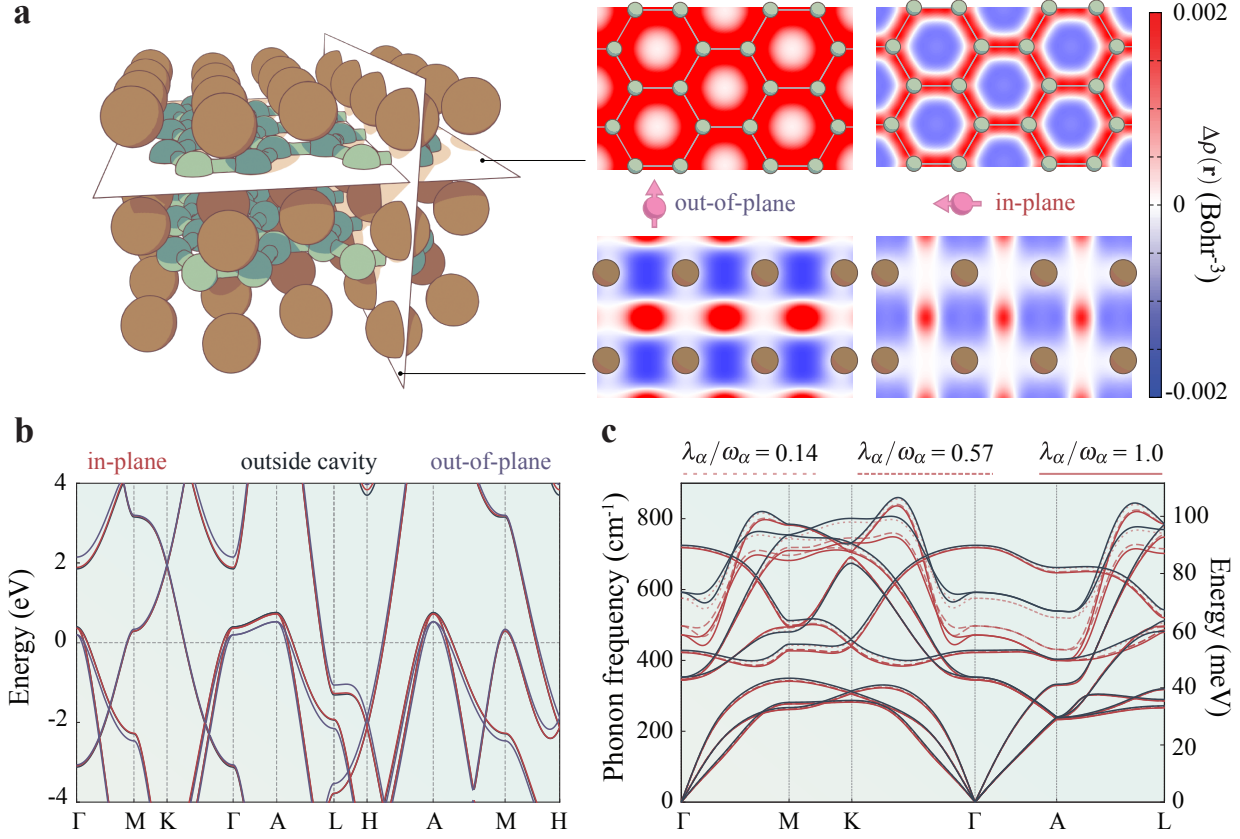 a
0.002
0
-0.002
Δρ(r) (Bohr⁻³)
out-of-plane
in-plane
b
in-plane
outside cavity
out-of-plane
Energy (eV)
4
2
0
-2
-4
Γ M K Γ A L H A M H
c
λα/ωα = 0.14
λα/ωα = 0.57
λα/ωα = 1.0
Phonon frequency (cm⁻¹)
800
600
400
200
0
100
80
60
40
20
0
Energy (meV)
Γ M K Γ A L